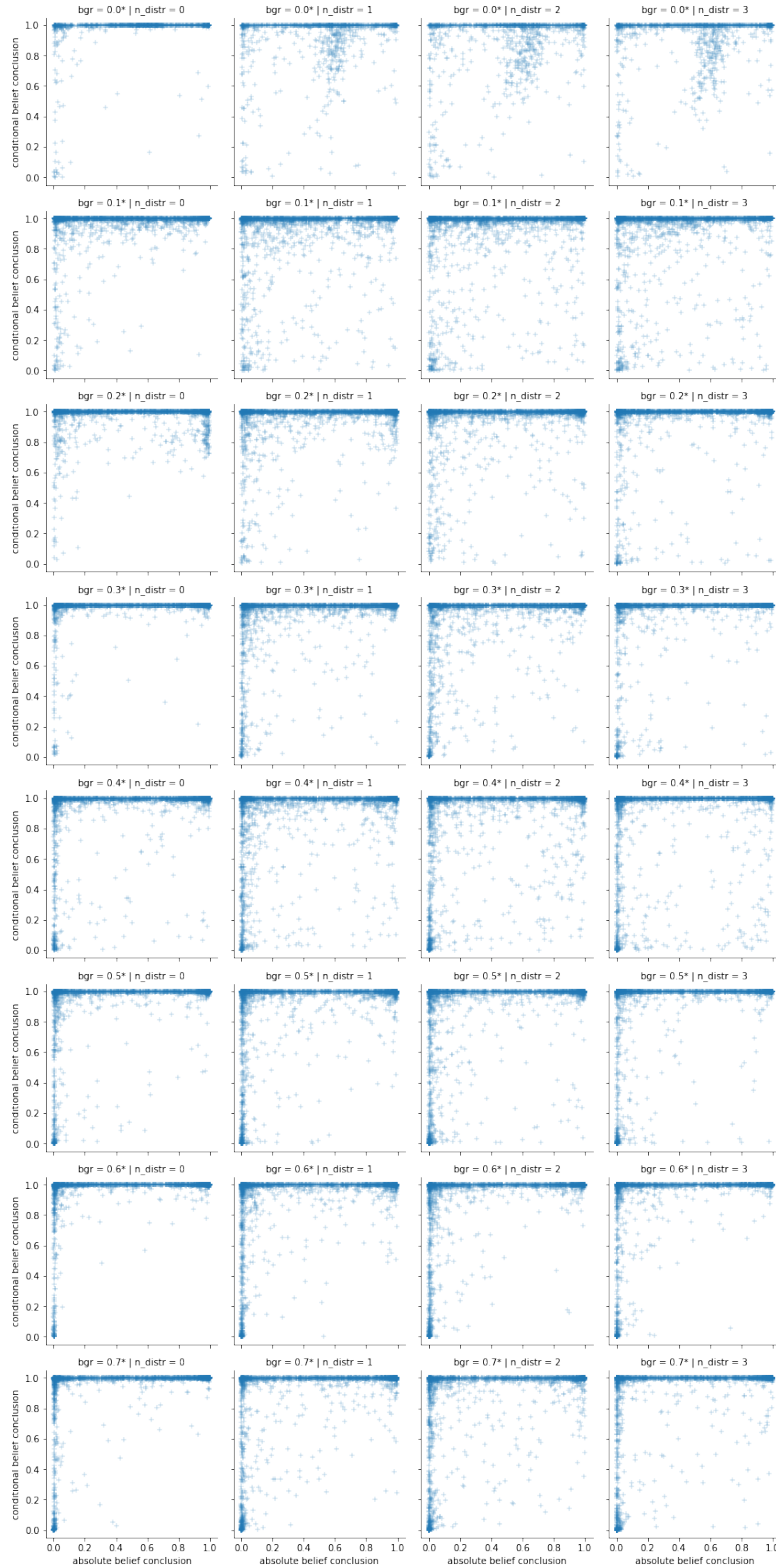 bgr = 0.0* | n_distr = 0
bgr = 0.0* | n_distr = 1
bgr = 0.0* | n_distr = 2
bgr = 0.0* | n_distr = 3
conditional belief conclusion
1.0
0.8
0.6
0.4
0.2
0.0
bgr = 0.1* | n_distr = 0
bgr = 0.1* | n_distr = 1
bgr = 0.1* | n_distr = 2
bgr = 0.1* | n_distr = 3
conditional belief conclusion
1.0
0.8
0.6
0.4
0.2
0.0
bgr = 0.2* | n_distr = 0
bgr = 0.2* | n_distr = 1
bgr = 0.2* | n_distr = 2
bgr = 0.2* | n_distr = 3
conditional belief conclusion
1.0
0.8
0.6
0.4
0.2
0.0
bgr = 0.3* | n_distr = 0
bgr = 0.3* | n_distr = 1
bgr = 0.3* | n_distr = 2
bgr = 0.3* | n_distr = 3
conditional belief conclusion
1.0
0.8
0.6
0.4
0.2
0.0
bgr = 0.4* | n_distr = 0
bgr = 0.4* | n_distr = 1
bgr = 0.4* | n_distr = 2
bgr = 0.4* | n_distr = 3
conditional belief conclusion
1.0
0.8
0.6
0.4
0.2
0.0
bgr = 0.5* | n_distr = 0
bgr = 0.5* | n_distr = 1
bgr = 0.5* | n_distr = 2
bgr = 0.5* | n_distr = 3
conditional belief conclusion
1.0
0.8
0.6
0.4
0.2
0.0
bgr = 0.6* | n_distr = 0
bgr = 0.6* | n_distr = 1
bgr = 0.6* | n_distr = 2
bgr = 0.6* | n_distr = 3
conditional belief conclusion
1.0
0.8
0.6
0.4
0.2
0.0
bgr = 0.7* | n_distr = 0
bgr = 0.7* | n_distr = 1
bgr = 0.7* | n_distr = 2
bgr = 0.7* | n_distr = 3
conditional belief conclusion
1.0
0.8
0.6
0.4
0.2
0.0
0.0 0.2 0.4 0.6 0.8 1.0
0.0 0.2 0.4 0.6 0.8 1.0
0.0 0.2 0.4 0.6 0.8 1.0
0.0 0.2 0.4 0.6 0.8 1.0
absolute belief conclusion
absolute belief conclusion
absolute belief conclusion
absolute belief conclusion